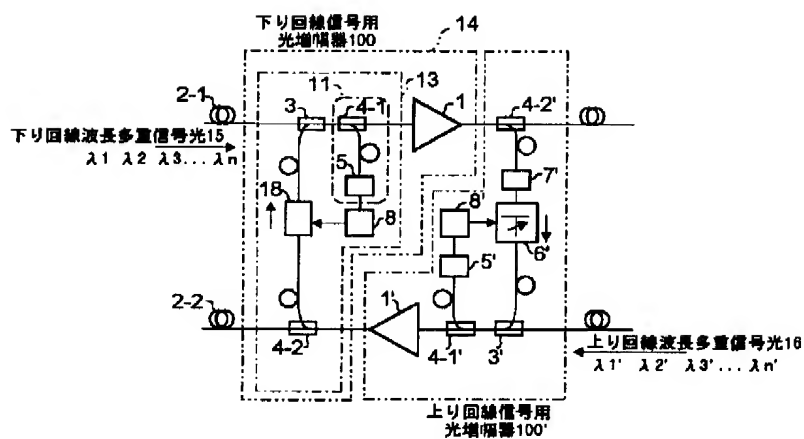 下り回線信号用
光増幅器100
14
11
13
2-1
3
4-1
1
4-2'
下り回線波長多重信号光15
λ1 λ2 λ3...λn
5
7'
18
8
8'
6'
5'
2-2
1'
4-2
4-1'
3'
上り回線波長多重信号光16
λ1' λ2' λ3'...λn'
上り回線信号用
光増幅器100'